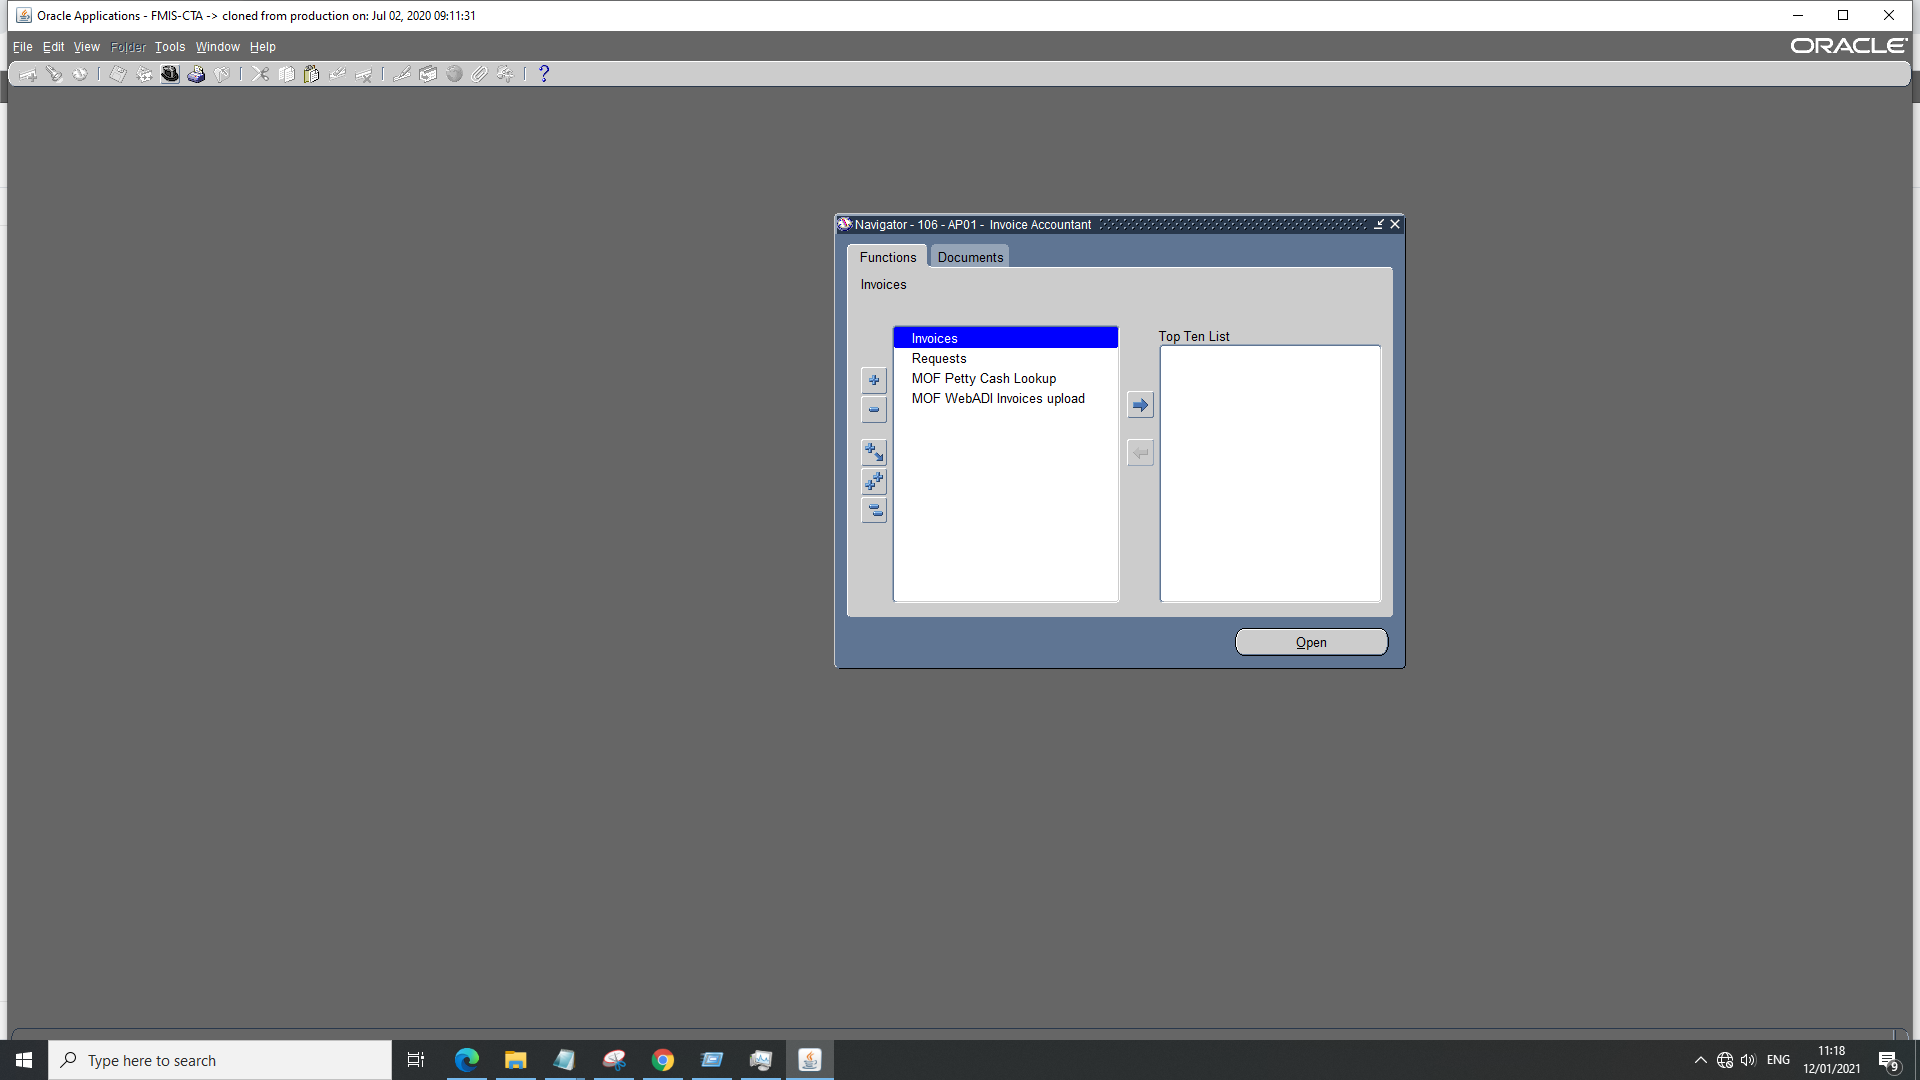 Oracle Applications - FMIS-CTA -> cloned from production on: Jul 02, 2020 09:11:31
File Edit View Folder Tools Window Help
ORACLE
Navigator - 106 - AP01 - Invoice Accountant
Functions Documents
Invoices
Top Ten List
Invoices
Requests
MOF Petty Cash Lookup
MOF WebADI Invoices upload
Open
Type here to search
ENG
11:18
12/01/2021
9